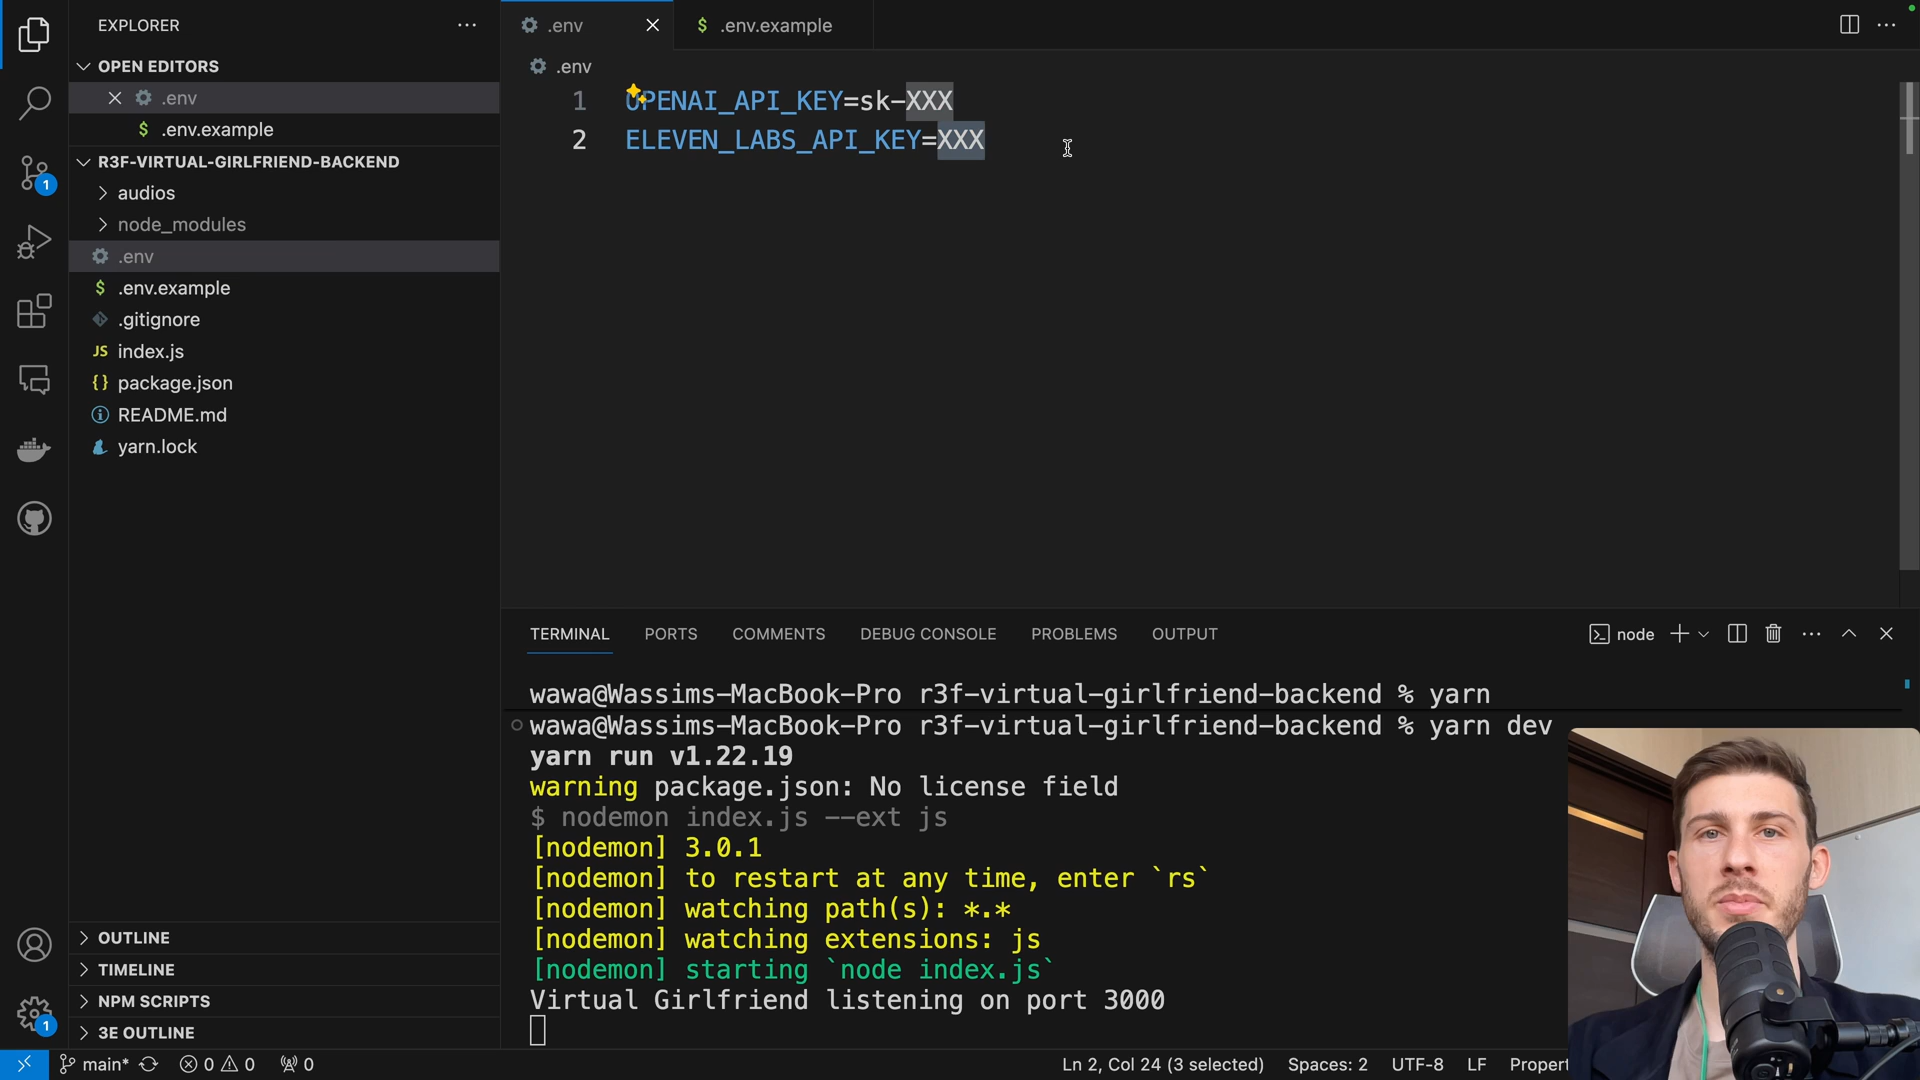 EXPLORER
OPEN EDITORS
.env
$ .env.example
R3F-VIRTUAL-GIRLFRIEND-BACKEND
audios
node_modules
.env
$ .env.example
.gitignore
JS index.js
{} package.json
README.md
yarn.lock
OUTLINE
TIMELINE
NPM SCRIPTS
3E OUTLINE
1
1
.env
$ .env.example
.env
1 OPENAI_API_KEY=sk-XXX
2 ELEVEN_LABS_API_KEY=XXX
TERMINAL PORTS COMMENTS DEBUG CONSOLE PROBLEMS OUTPUT
node
wawa@Wassims-MacBook-Pro r3f-virtual-girlfriend-backend % yarn
wawa@Wassims-MacBook-Pro r3f-virtual-girlfriend-backend % yarn dev
yarn run v1.22.19
warning package.json: No license field
$ nodemon index.js --ext js
[nodemon] 3.0.1
[nodemon] to restart at any time, enter `rs`
[nodemon] watching path(s): *.*
[nodemon] watching extensions: js
[nodemon] starting `node index.js`
Virtual Girlfriend listening on port 3000
main* 0 0 0
Ln 2, Col 24 (3 selected) Spaces: 2 UTF-8 LF Propert